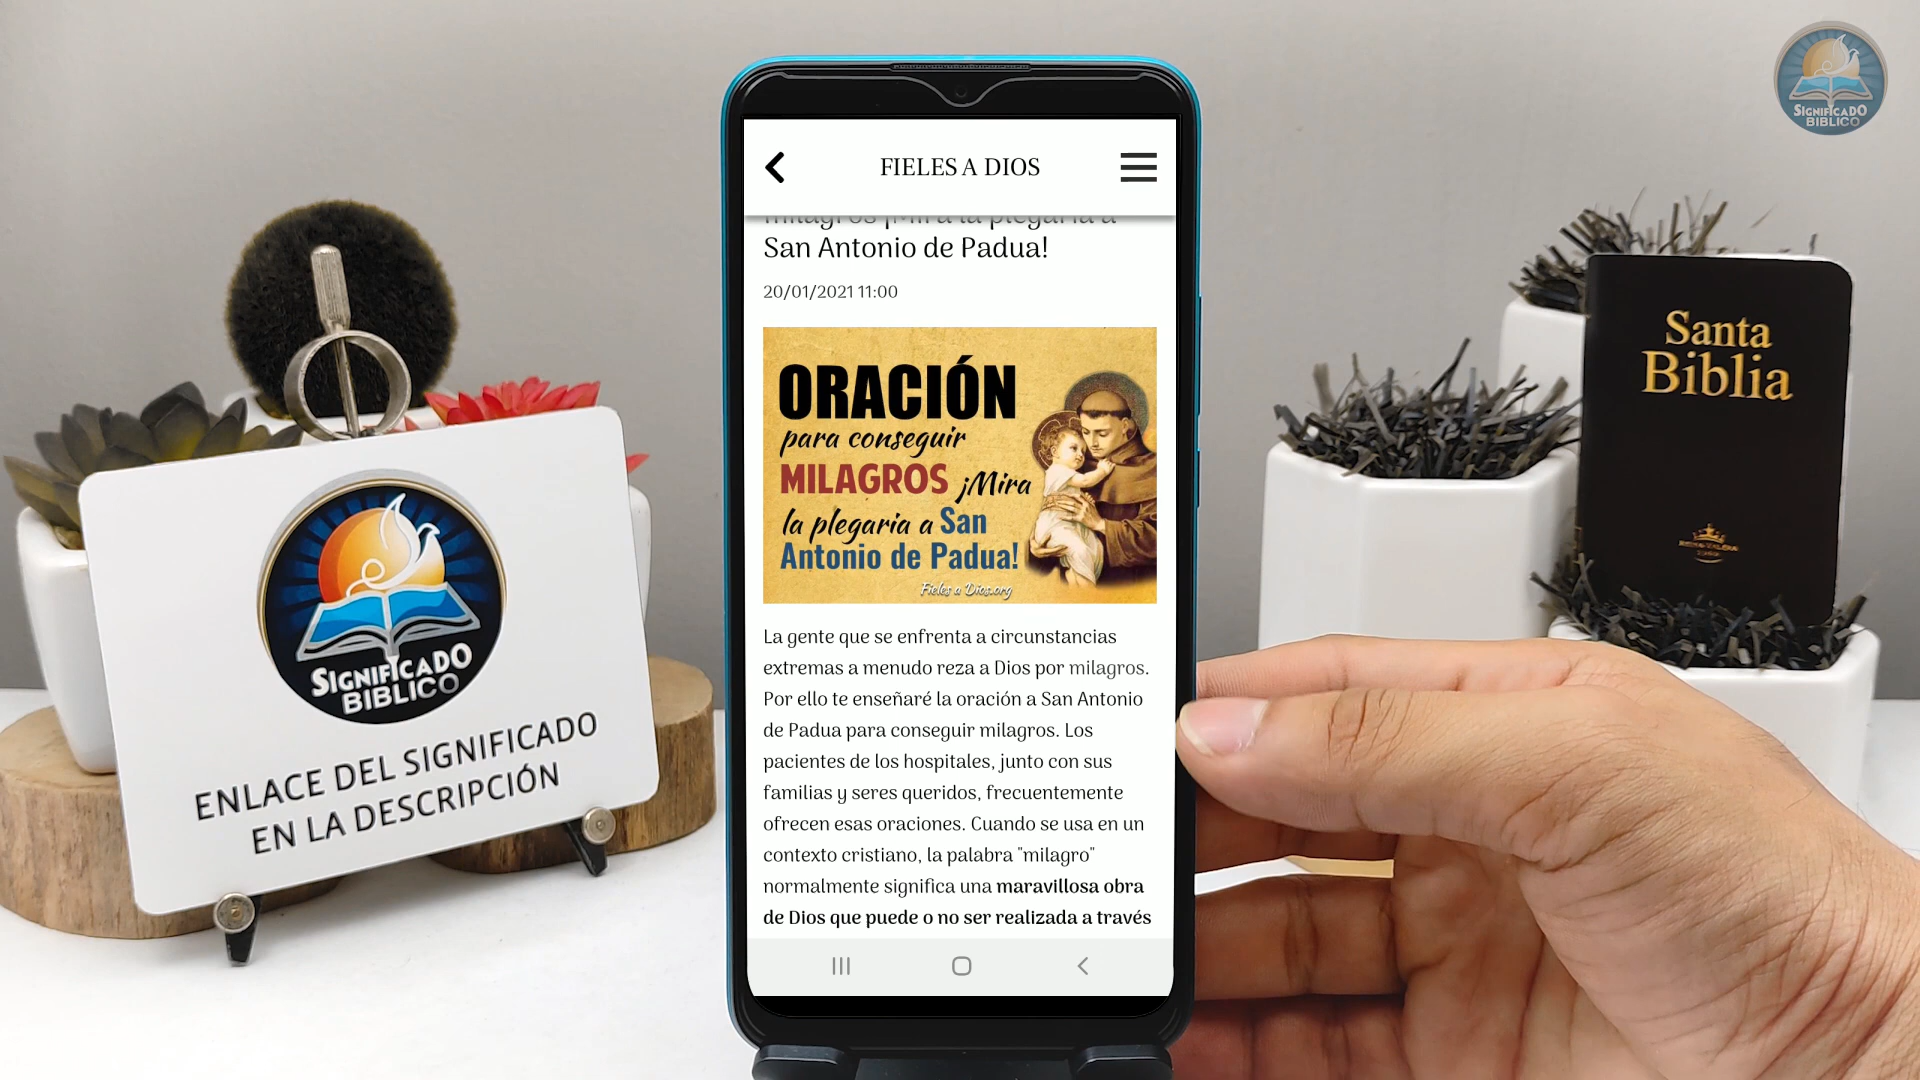 SIGNIFICADO
BIBLICO
FIELES A DIOS
milagros ¡Mira la plegaria a
San Antonio de Padua!
20/01/2021 11:00
ORACIÓN
para conseguir
MILAGROS ¡Mira
la plegaria a San
Antonio de Padua!
Fieles a Dios.org
La gente que se enfrenta a circunstancias
extremas a menudo reza a Dios por milagros.
Por ello te enseñaré la oración a San Antonio
de Padua para conseguir milagros. Los
pacientes de los hospitales, junto con sus
familias y seres queridos, frecuentemente
ofrecen esas oraciones. Cuando se usa en un
contexto cristiano, la palabra "milagro"
normalmente significa una maravillosa obra
de Dios que puede o no ser realizada a través
SIGNIFICADO
BIBLICO
ENLACE DEL SIGNIFICADO
EN LA DESCRIPCIÓN
Santa
Biblia